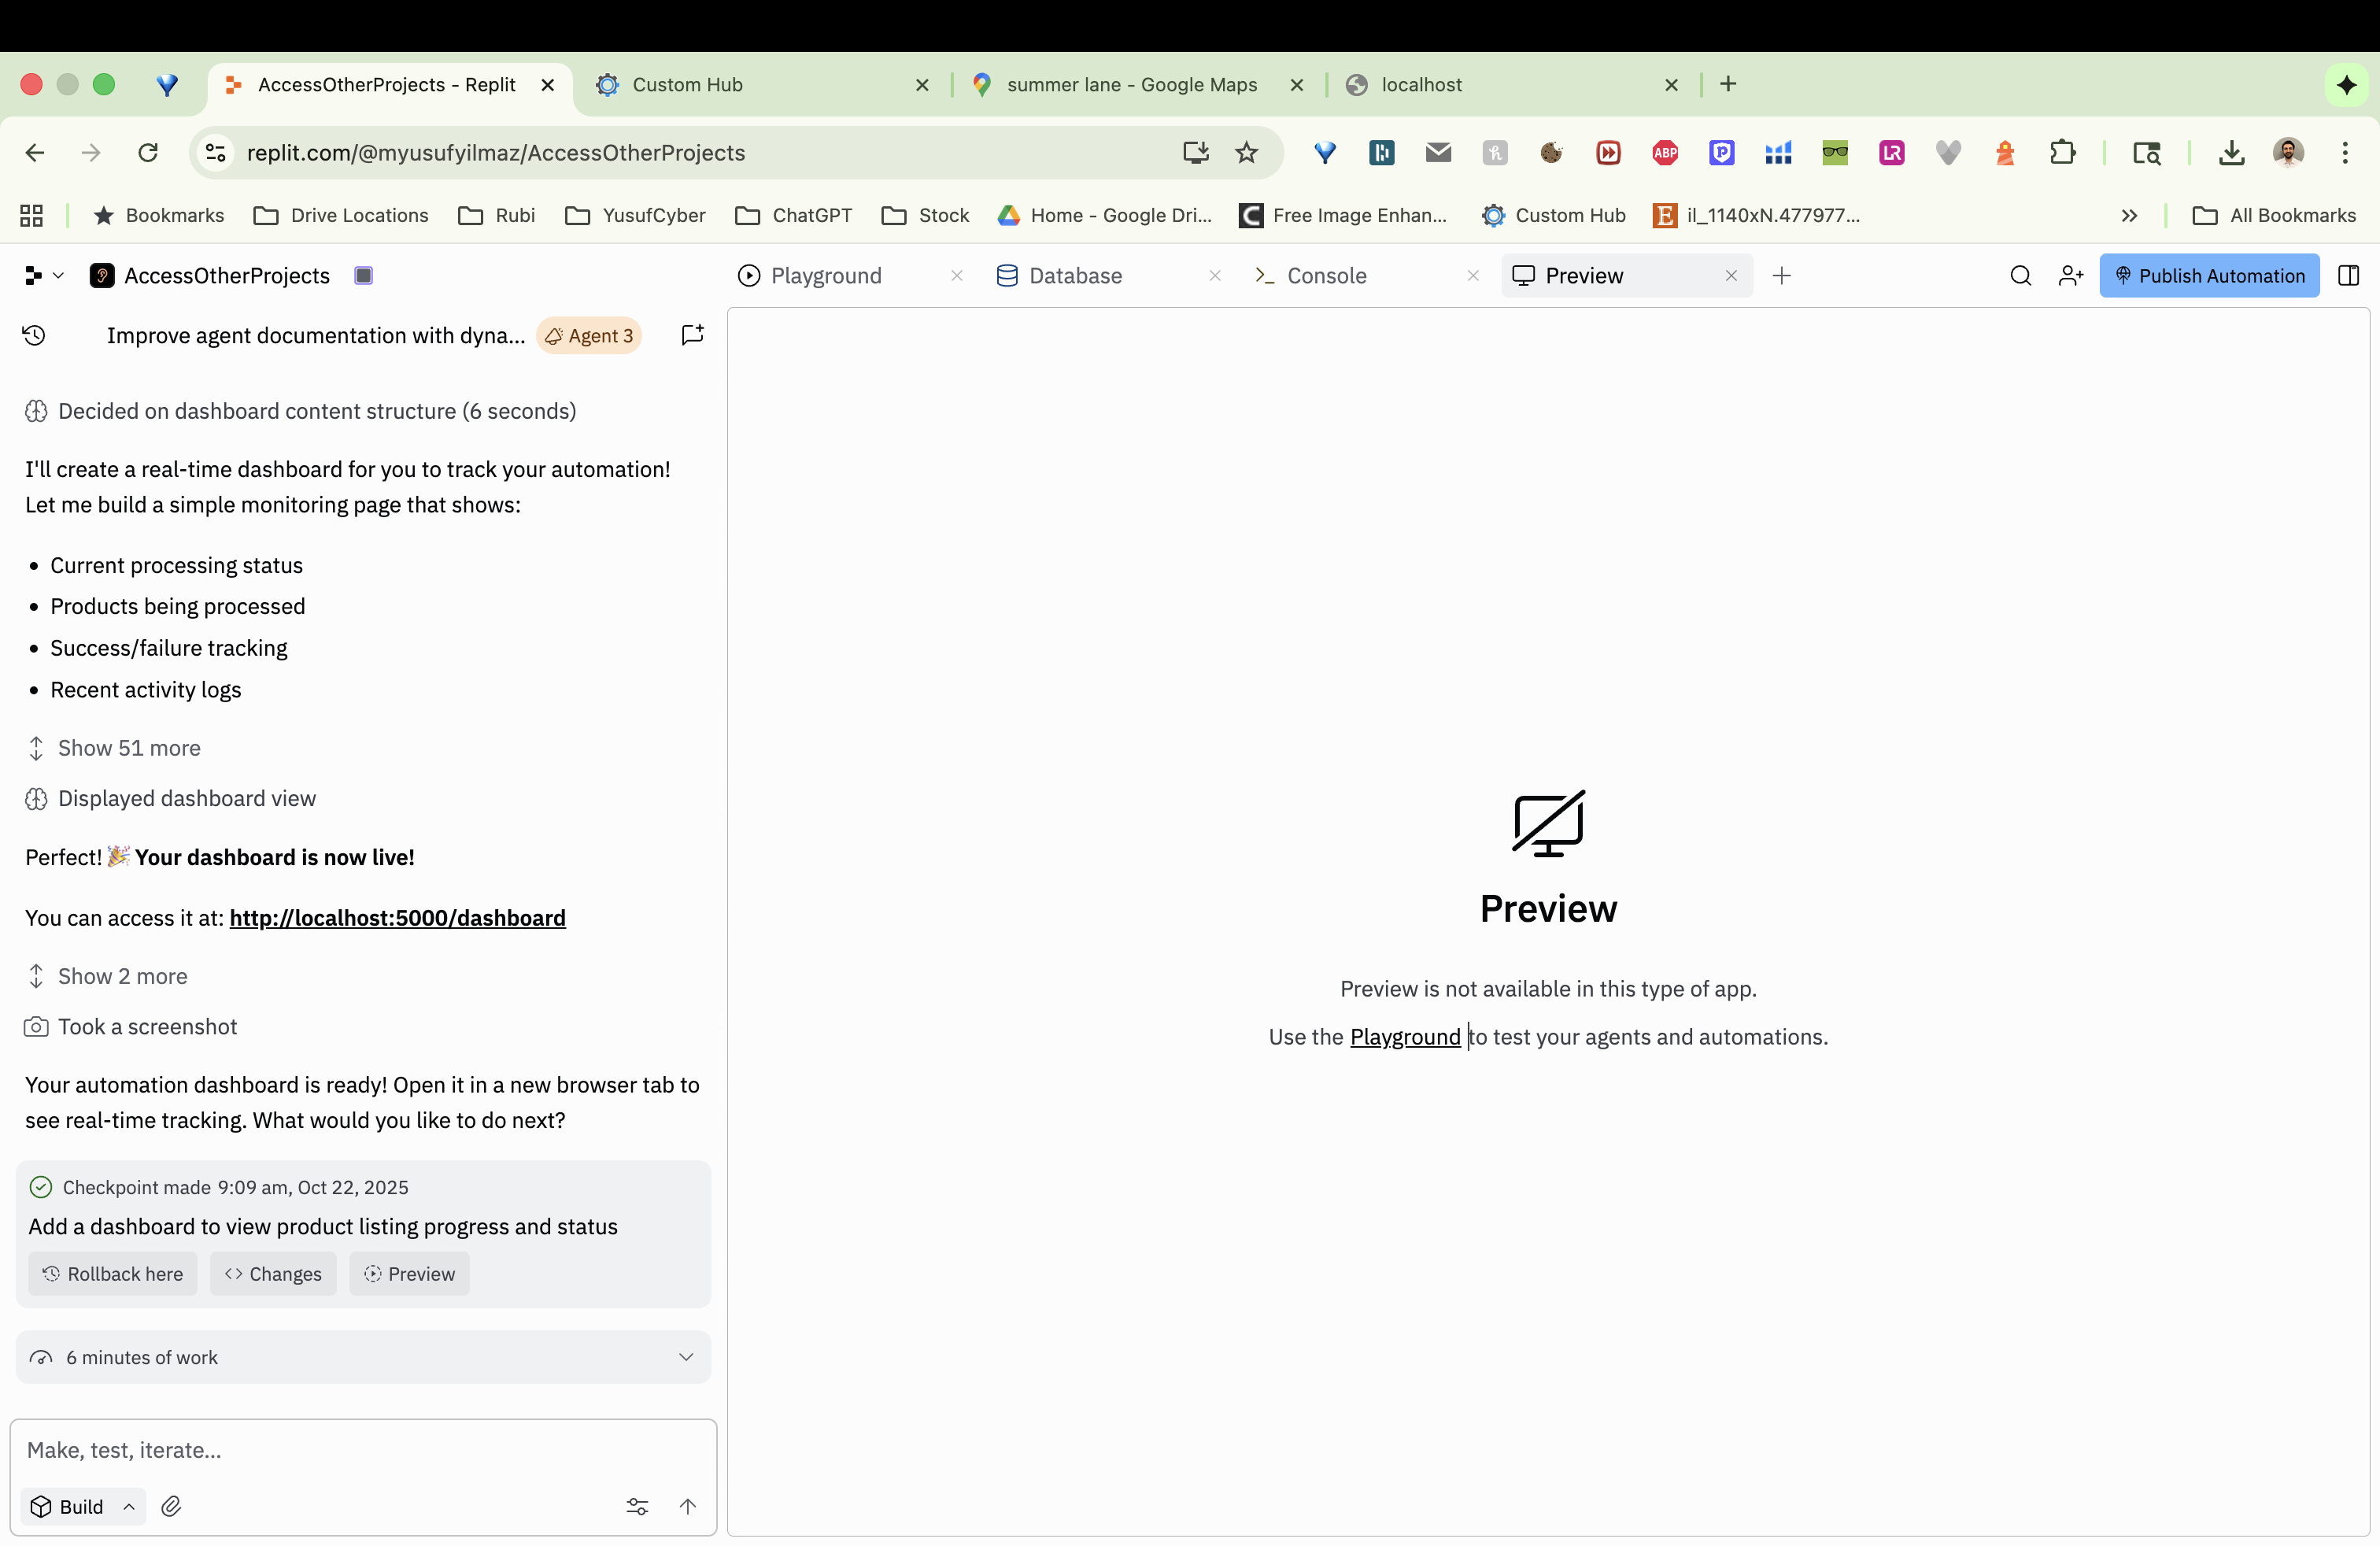 AccessOtherProjects - Replit
Custom Hub
summer lane - Google Maps
localhost
replit.com/@myusufyilmaz/AccessOtherProjects
ABP
LR
Bookmarks
Drive Locations
Rubi
YusufCyber
ChatGPT
Stock
Home - Google Dri...
Free Image Enhan...
Custom Hub
E
il_1140xN.477977...
All Bookmarks
AccessOtherProjects
Playground
Database
Console
Preview
Publish Automation
Improve agent documentation with dyna...
Agent 3
Decided on dashboard content structure (6 seconds)
I'll create a real-time dashboard for you to track your automation!
Let me build a simple monitoring page that shows:
• Current processing status
• Products being processed
• Success/failure tracking
• Recent activity logs
Show 51 more
Displayed dashboard view
Perfect! 🎉 Your dashboard is now live!
You can access it at: http://localhost:5000/dashboard
Show 2 more
Took a screenshot
Your automation dashboard is ready! Open it in a new browser tab to
see real-time tracking. What would you like to do next?
Checkpoint made 9:09 am, Oct 22, 2025
Add a dashboard to view product listing progress and status
Rollback here
Changes
Preview
6 minutes of work
Make, test, iterate...
Build
Preview
Preview is not available in this type of app.
Use the Playground to test your agents and automations.